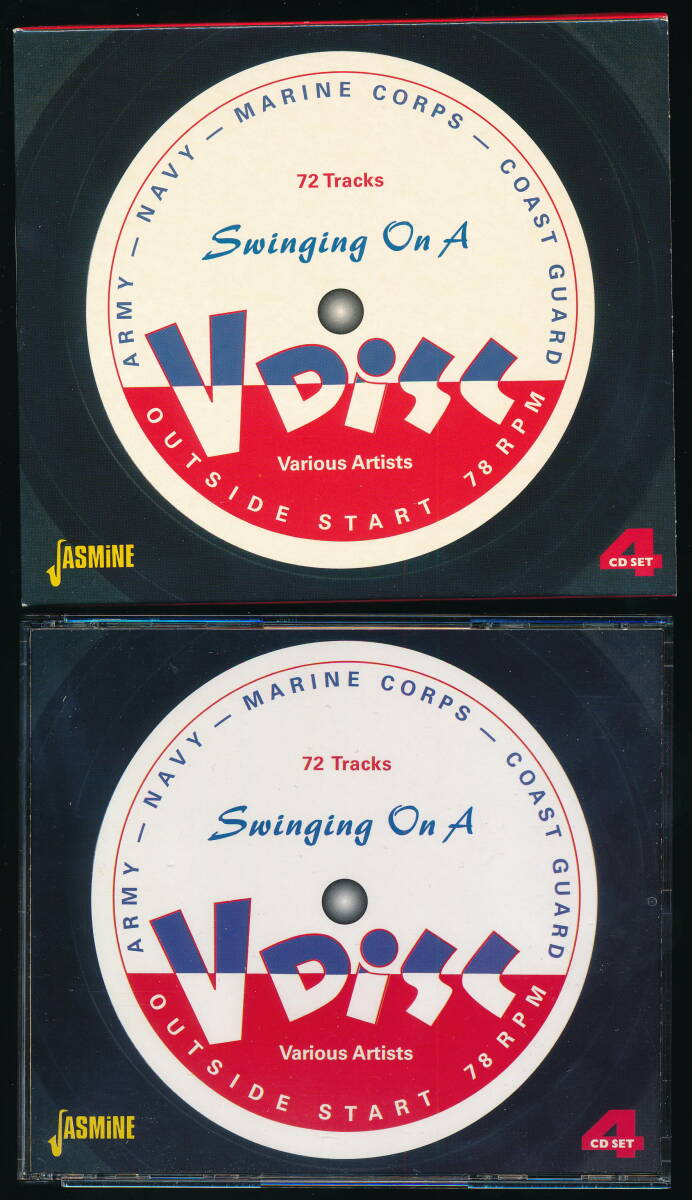 ARMY — NAVY — MARINE CORPS — COAST GUARD
72 Tracks
Swinging On A
V DiSC
Various Artists
OUTSIDE START 78 RPM
JASMiNE
4
CD SET
ARMY — NAVY — MARINE CORPS — COAST GUARD
72 Tracks
Swinging On A
V DiSC
Various Artists
OUTSIDE START 78 RPM
JASMiNE
4
CD SET